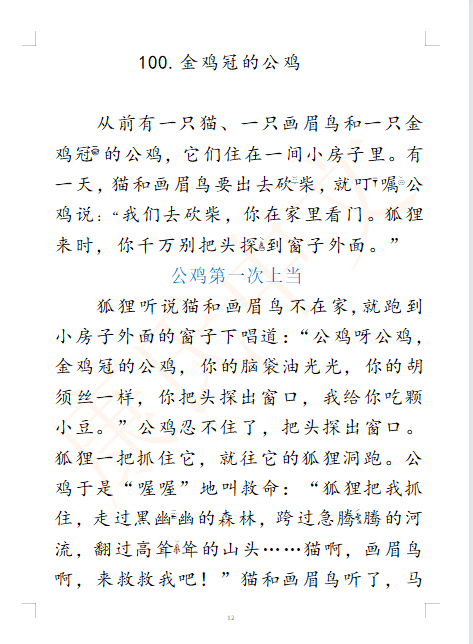 100.金鸡冠的公鸡
从前有一只猫、一只画眉鸟和一只金
鸡冠的公鸡，它们住在一间小房子里。有
一天，猫和画眉鸟要出去砍柴，就叮嘱公
鸡说：“我们去砍柴，你在家里看门。狐狸
来时，你千万别把头探到窗子外面。”
公鸡第一次上当
狐狸听说猫和画眉鸟不在家，就跑到
小房子外面的窗子下唱道：“公鸡呀公鸡，
金鸡冠的公鸡，你的脑袋油光光，你的胡
须丝一样，你把头探出窗口，我给你吃颗
小豆。”公鸡忍不住了，把头探出窗口。
狐狸一把抓住它，就往它的狐狸洞跑。公
鸡于是“喔喔”地叫救命：“狐狸把我抓
住，走过黑幽幽的森林，跨过急腾腾的河
流，翻过高耸耸的山头……猫啊，画眉鸟
啊，来救救我吧！”猫和画眉鸟听了，马
12